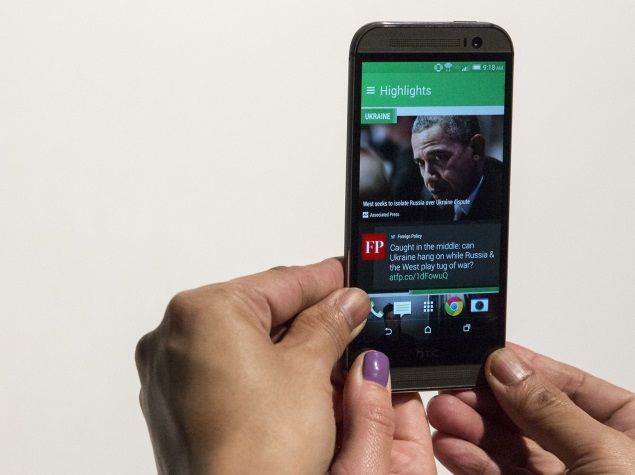 9:18 AM
Highlights
UKRAINE
West seeks to isolate Russia over Ukraine dispute
AP Associated Press
Foreign Policy
FP
Caught in the middle: can
Ukraine hang on while Russia &
the West play tug of war?
atfp.co/1dFowuQ
hTC